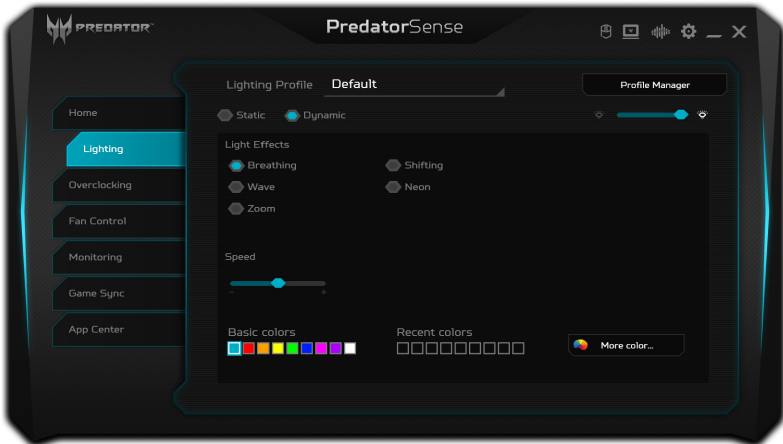 PREDATOR
PredatorSense
Lighting Profile Default
Profile Manager
Home
Static Dynamic
Light Effects
Lighting
Breathing Shifting
Overclocking
Wave Neon
Zoom
Fan Control
Monitoring
Speed
Game Sync
- +
App Center
Basic colors Recent colors
More color...